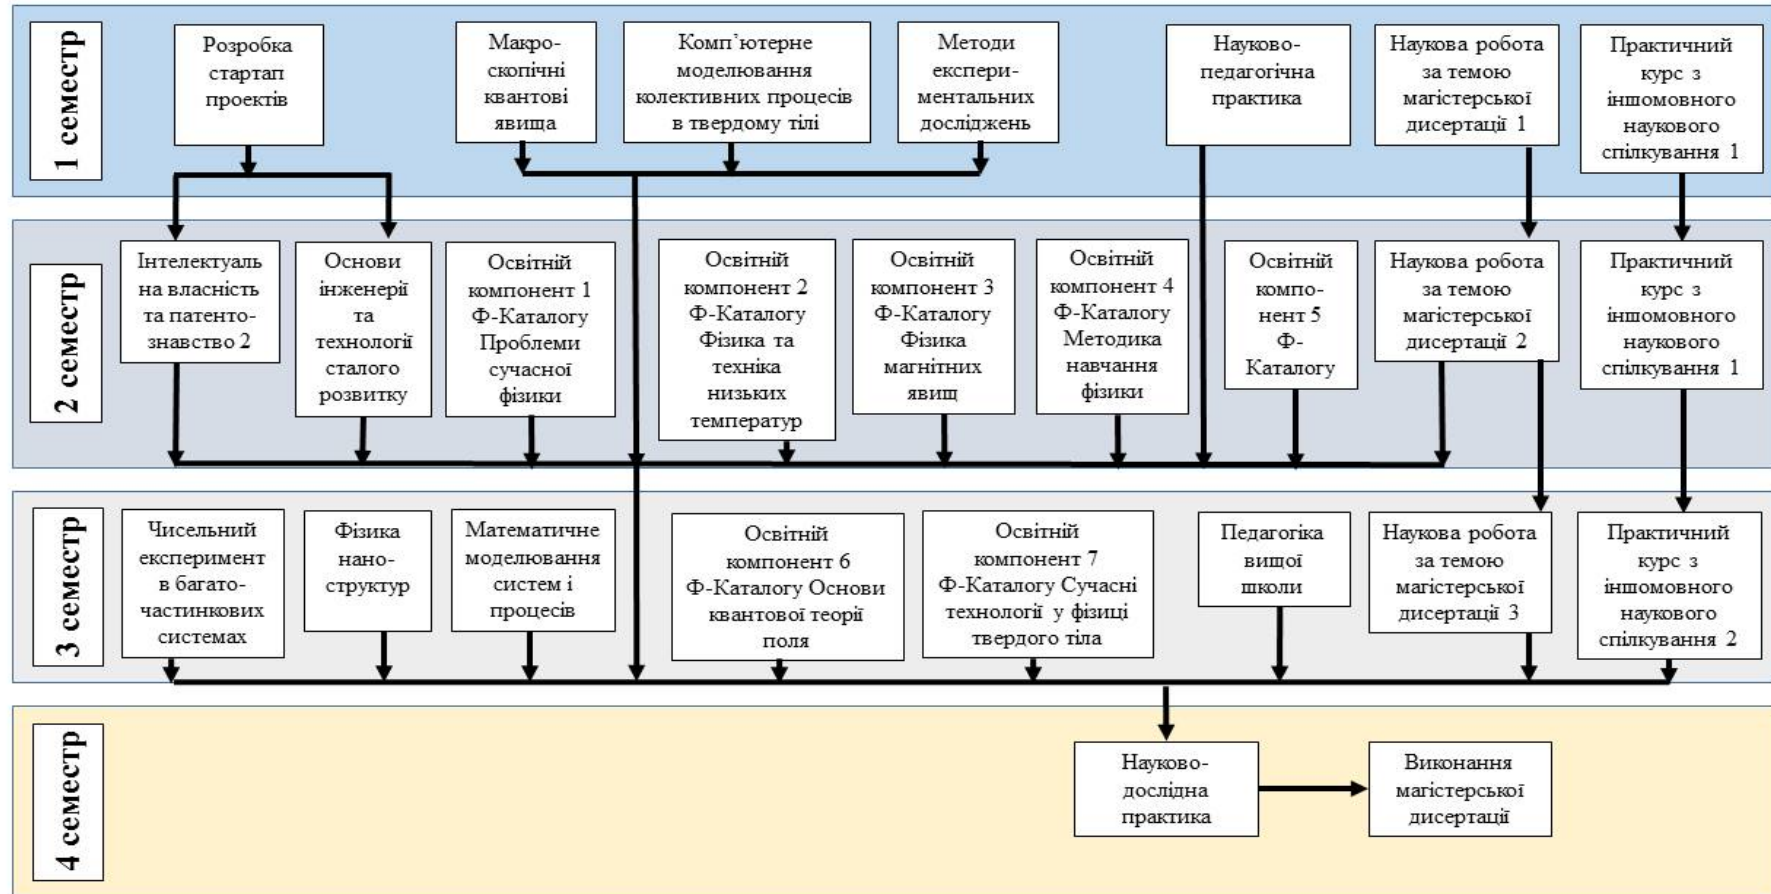 1 семестр
Розробка
стартап
проектів
Макро-
скопічні
квантові
явища
Комп’ютерне
моделювання
колективних процесів
в твердому тілі
Методи
експери-
ментальних
досліджень
Науково-
педагогічна
практика
Наукова робота
за темою
магістерської
дисертації 1
Практичний
курс з
іншомовного
наукового
спілкування 1
2 семестр
Інтелектуаль
на власність
та патенто-
знавство 2
Основи
інженерії
та
технології
сталого
розвитку
Освітній
компонент 1
Ф-Каталогу
Проблеми
сучасної
фізики
Освітній
компонент 2
Ф-Каталогу
Фізика та
техніка
низьких
температур
Освітній
компонент 3
Ф-Каталогу
Фізика
магнітних
явищ
Освітній
компонент 4
Ф-Каталогу
Методика
навчання
фізики
Освітній
компо-
нент 5
Ф-
Каталогу
Наукова робота
за темою
магістерської
дисертації 2
Практичний
курс з
іншомовного
наукового
спілкування 1
3 семестр
Чисельний
експеримент
в багато-
частинкових
системах
Фізика
нано-
структур
Математичне
моделювання
систем і
процесів
Освітній
компонент 6
Ф-Каталогу Основи
квантової теорії
поля
Освітній
компонент 7
Ф-Каталогу Сучасні
технології у фізиці
твердого тіла
Педагогіка
вищої
школи
Наукова робота
за темою
магістерської
дисертації 3
Практичний
курс з
іншомовного
наукового
спілкування 2
4 семестр
Науково-
дослідна
практика
Виконання
магістерської
дисертації